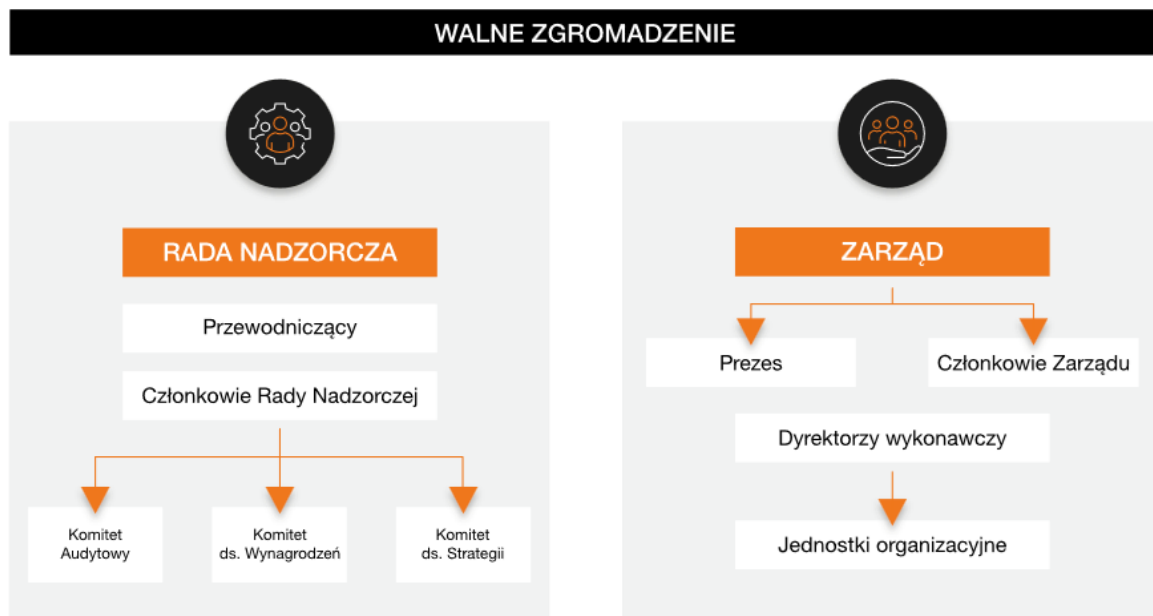 WALNE ZGROMADZENIE
RADA NADZORCZA
Przewodniczący
Członkowie Rady Nadzorczej
Komitet
Audytowy
Komitet
ds. Wynagrodzeń
Komitet
ds. Strategii
ZARZĄD
Prezes
Członkowie Zarządu
Dyrektorzy wykonawczy
Jednostki organizacyjne